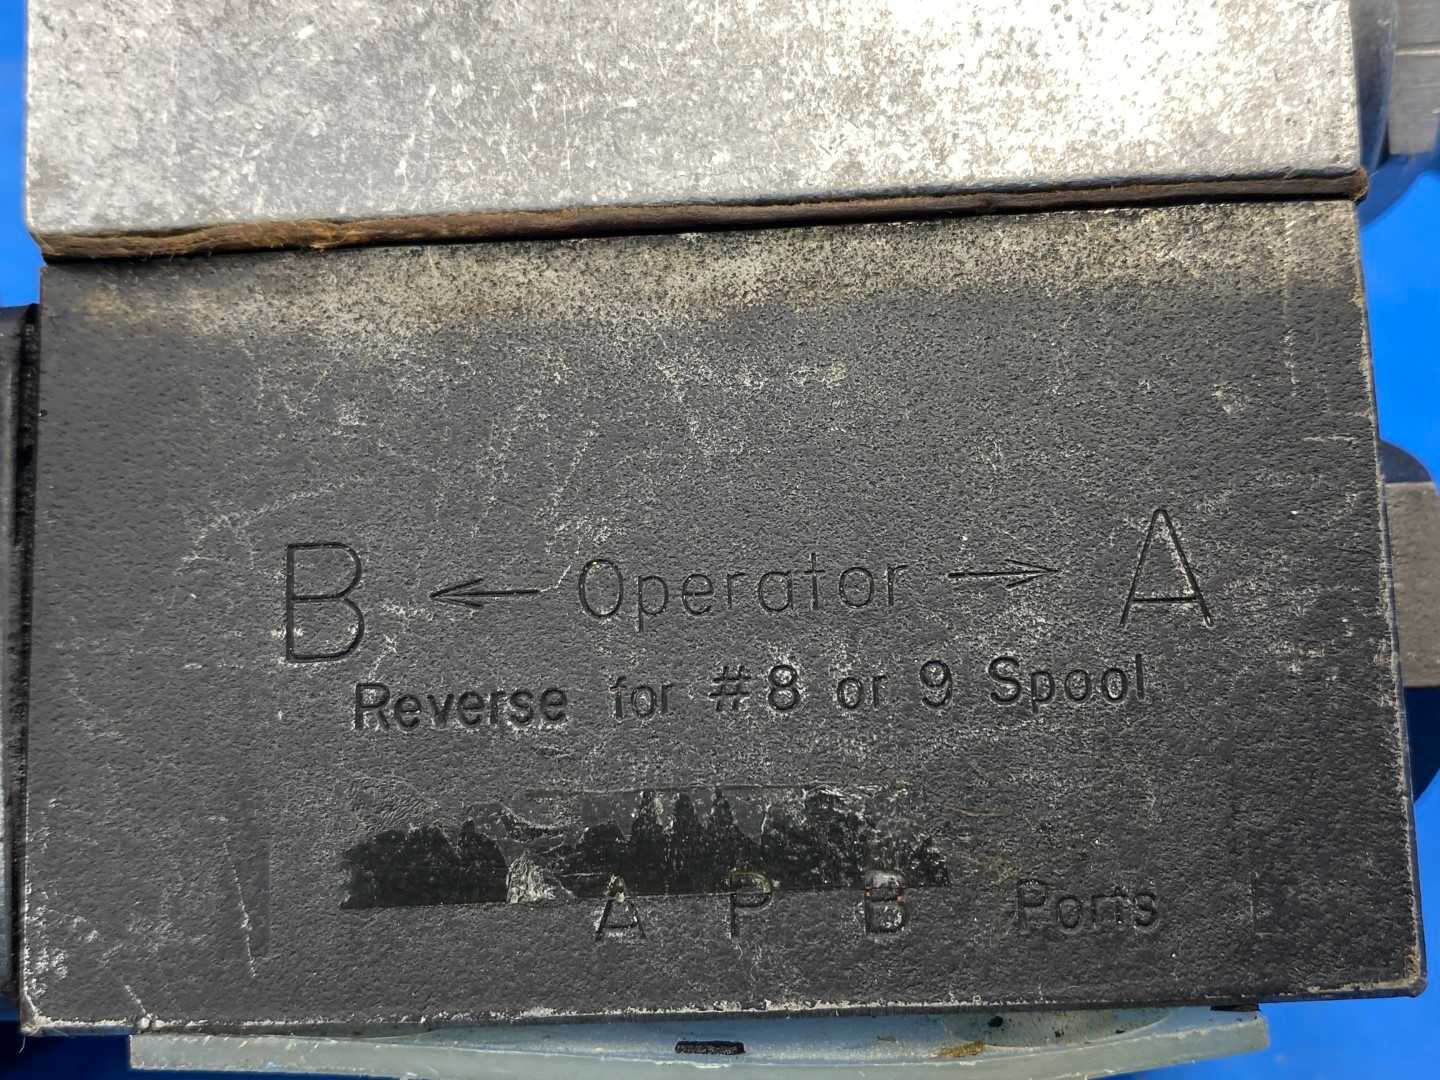 B ← Operator → A
Reverse for #8 or 9 Spool
A P B Ports